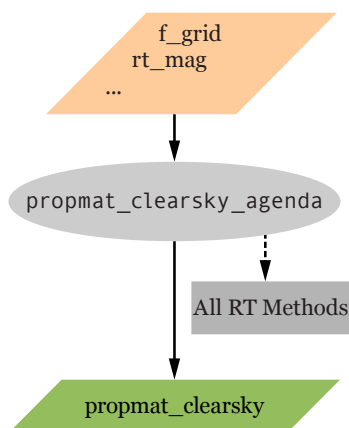 f_grid
rt_mag
...
propmat_clearsky_agenda
All RT Methods
propmat_clearsky